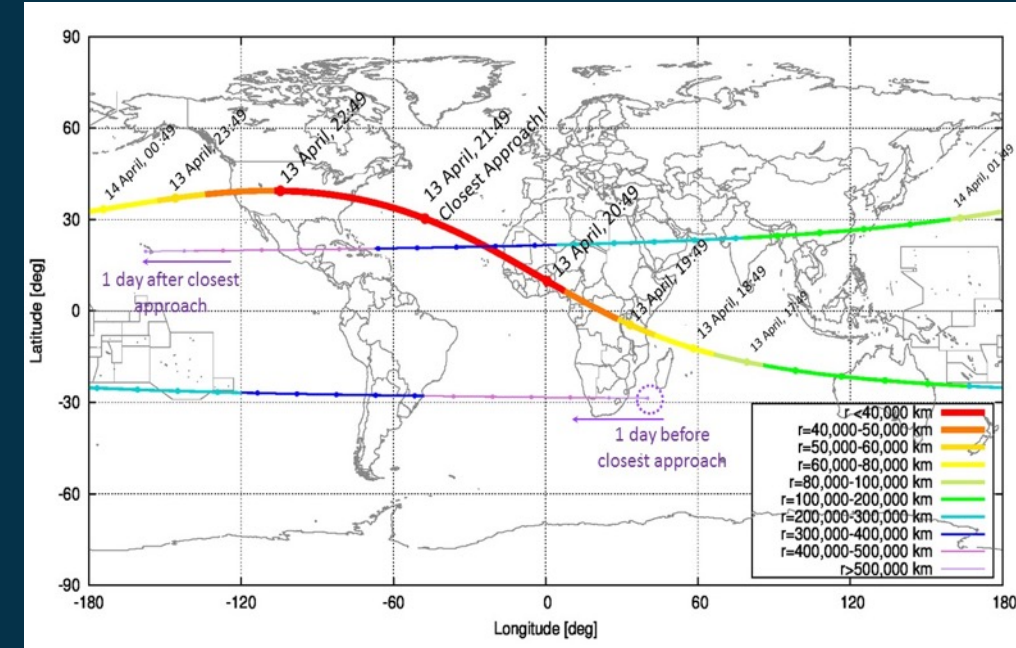 90
60
30
0
-30
-60
-90
Latitude [deg]
14 April, 00 :49
13 April, 23:49
13 April, 22:49
13 April, 21:49
Closest Approach!
13 April, 20:49
13 April, 19:49
13 April, 18:49
13 April, 17:49
14 April, 01:49
1 day after closest
approach
1 day before
closest approach
r <40,000 km
r=40,000-50,000 km
r=50,000-60,000 km
r=60,000-80,000 km
r=80,000-100,000 km
r=100,000-200,000 km
r=200,000-300,000 km
r=300,000-400,000 km
r=400,000-500,000 km
r>500,000 km
-180 -120 -60 0 60 120 180
Longitude [deg]